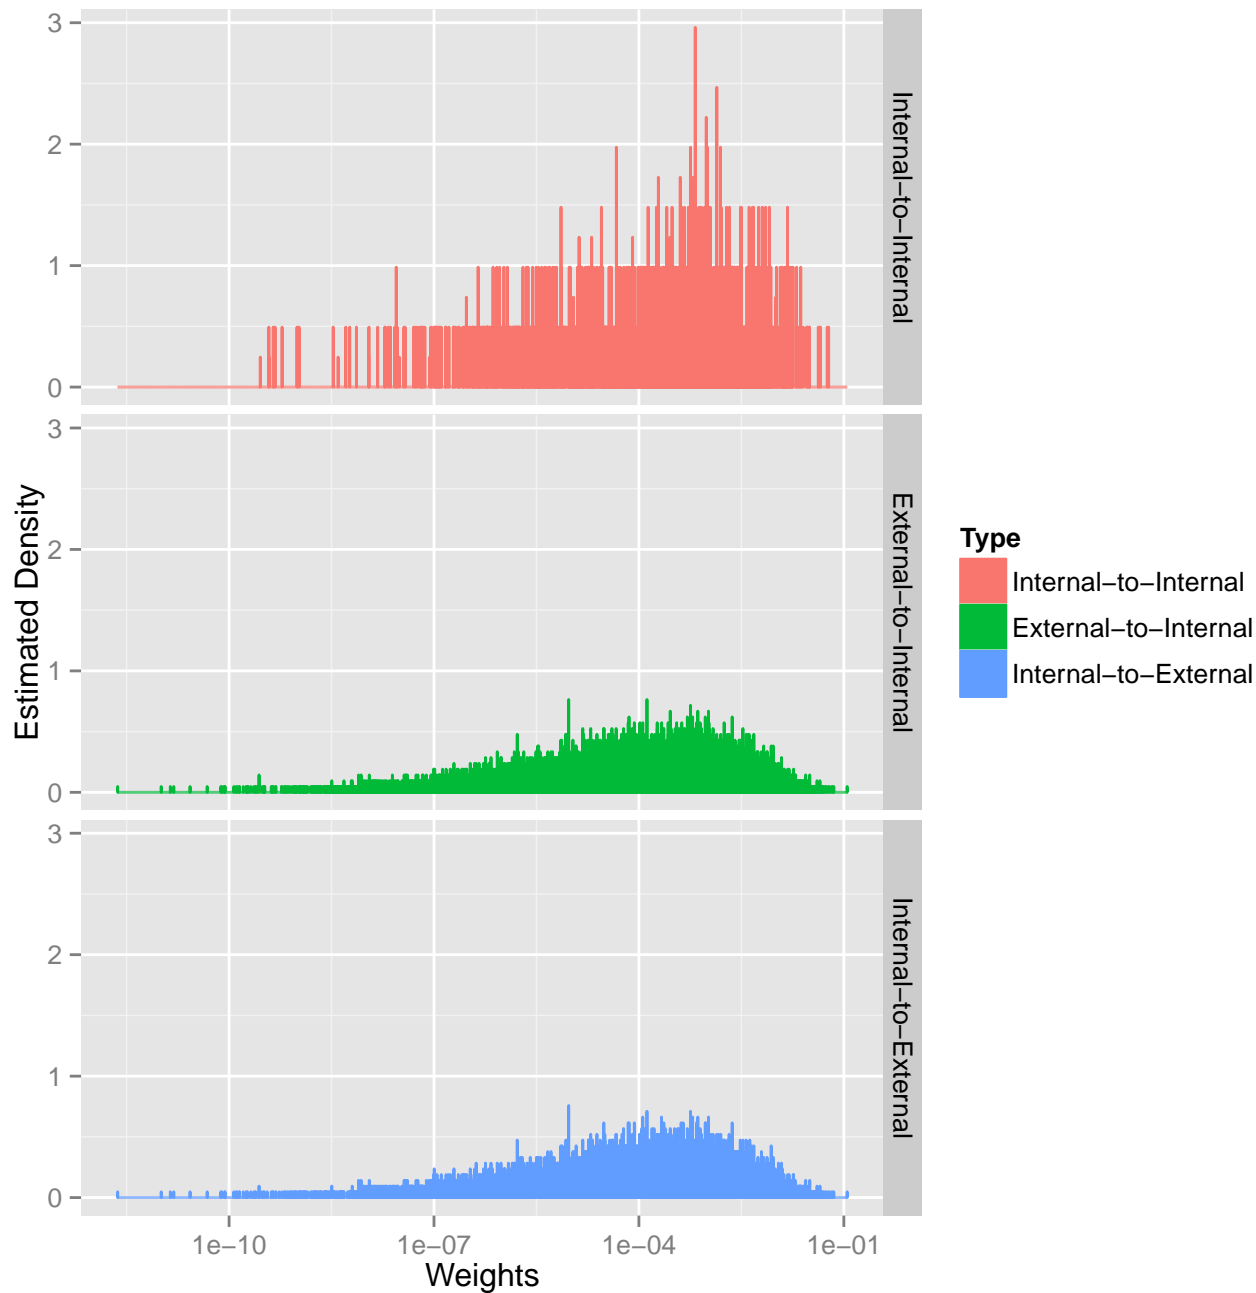 Estimated Density
3
2
1
0
Internal−to−Internal
3
2
1
0
External−to−Internal
3
2
1
0
Internal−to−External
1e−10
1e−07
1e−04
1e−01
Weights
Type
Internal−to−Internal
External−to−Internal
Internal−to−External